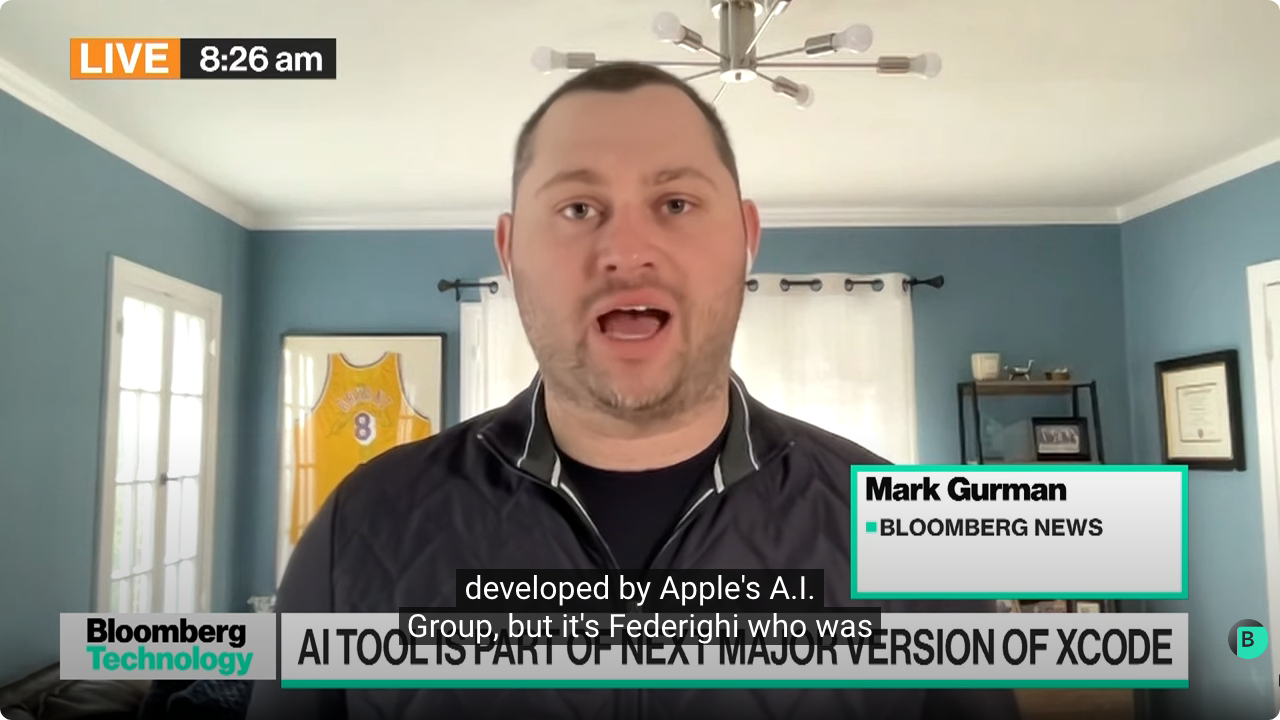 LIVE 8:26 am
8
Mark Gurman
BLOOMBERG NEWS
developed by Apple's A.I.
Group, but it's Federighi who was
Bloomberg
Technology
AI TOOL IS PART OF NEXT MAJOR VERSION OF XCODE
B